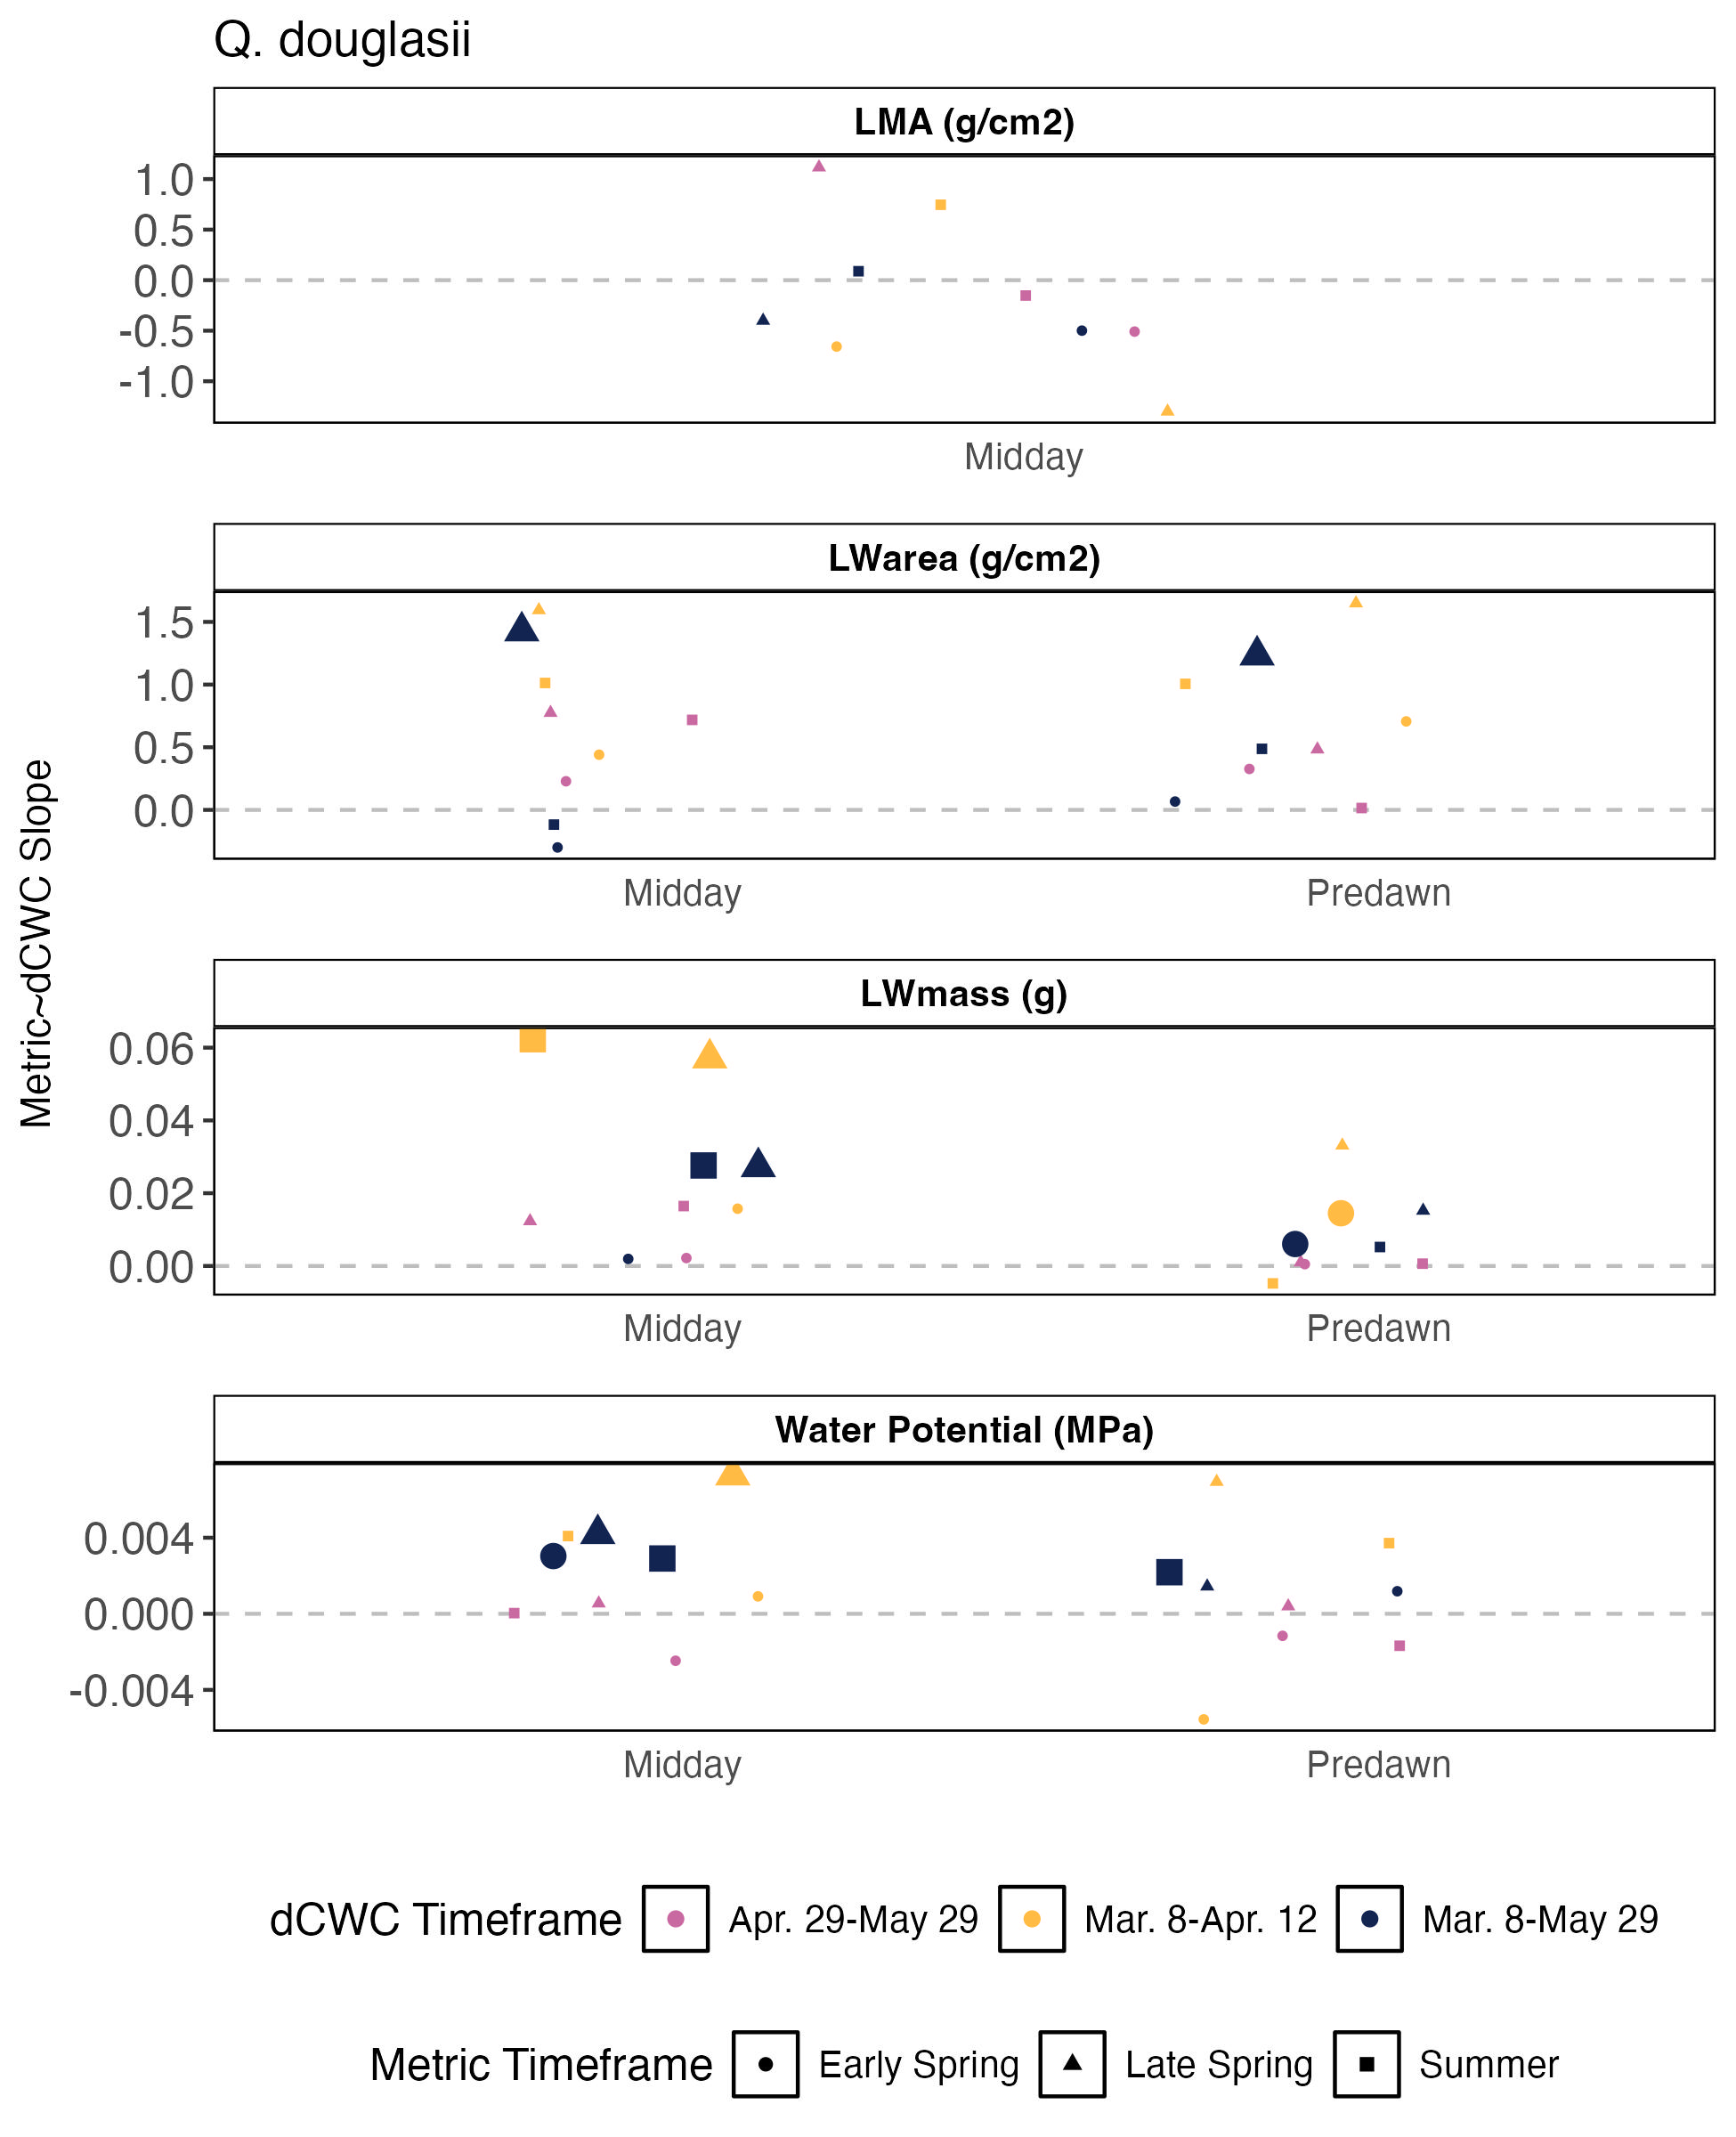 Q. douglasii
LMA (g/cm2)
1.0
0.5
0.0
-0.5
-1.0
Midday
LWarea (g/cm2)
1.5
1.0
0.5
0.0
Midday Predawn
Metric~dCWC Slope
LWmass (g)
0.06
0.04
0.02
0.00
Midday Predawn
Water Potential (MPa)
0.004
0.000
-0.004
Midday Predawn
dCWC Timeframe Apr. 29-May 29 Mar. 8-Apr. 12 Mar. 8-May 29
Metric Timeframe Early Spring Late Spring Summer